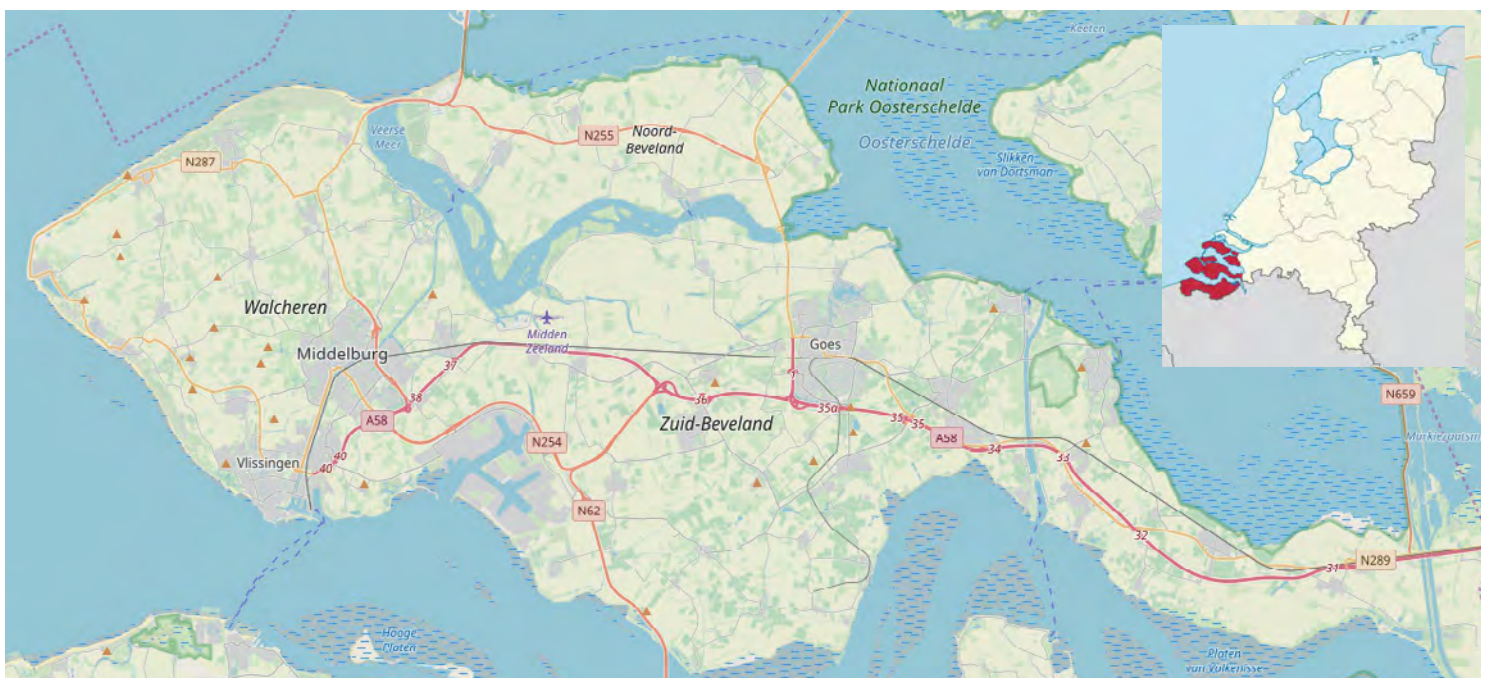 Keeten
Nationaal
Park Oosterschelde
Oosterschelde
Veerse
Meer
N255
Noord-
Beveland
N287
Slikken
van Dortsman
Walcheren
Midden
Zeeland
Middelburg
Goes
37
1
38
36
35a
N659
A58
Zuid-Beveland
35
35
A58
34
33
N254
40
40
Vlissingen
N62
32
31
N289
Hooge
Platen
Platen
van Valkenisse